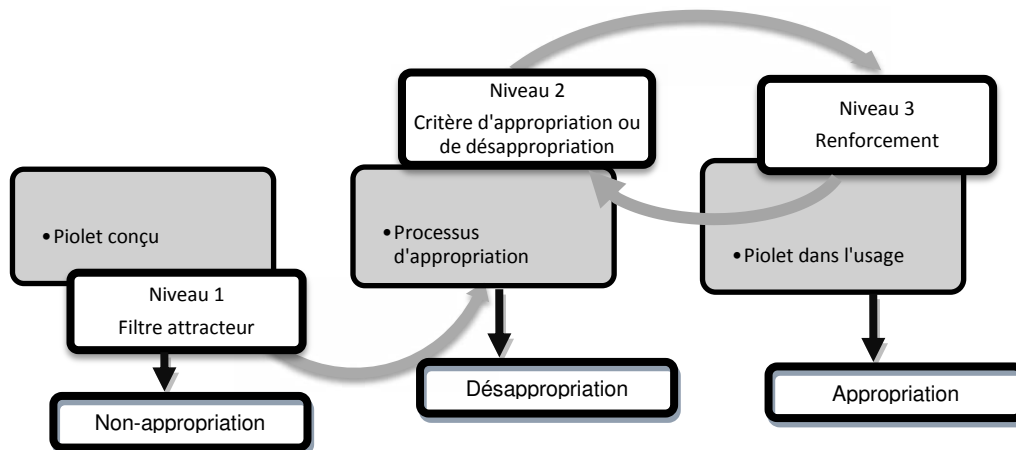 • Piolet conçu
Niveau 1
Filtre attracteur
Non-appropriation
Niveau 2
Critère d'appropriation ou
de désappropriation
• Processus
d'appropriation
Désappropriation
Niveau 3
Renforcement
• Piolet dans l'usage
Appropriation